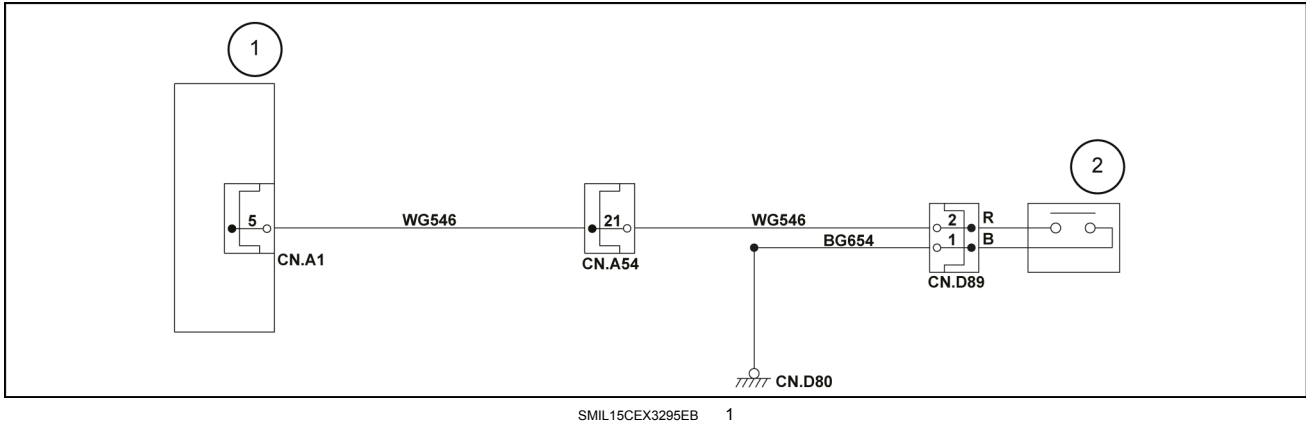 1
2
5 WG546 21 WG546 2 R
BG654 1 B
CN.A1 CN.A54 CN.D89
CN.D80
SMIL15CEX3295EB 1